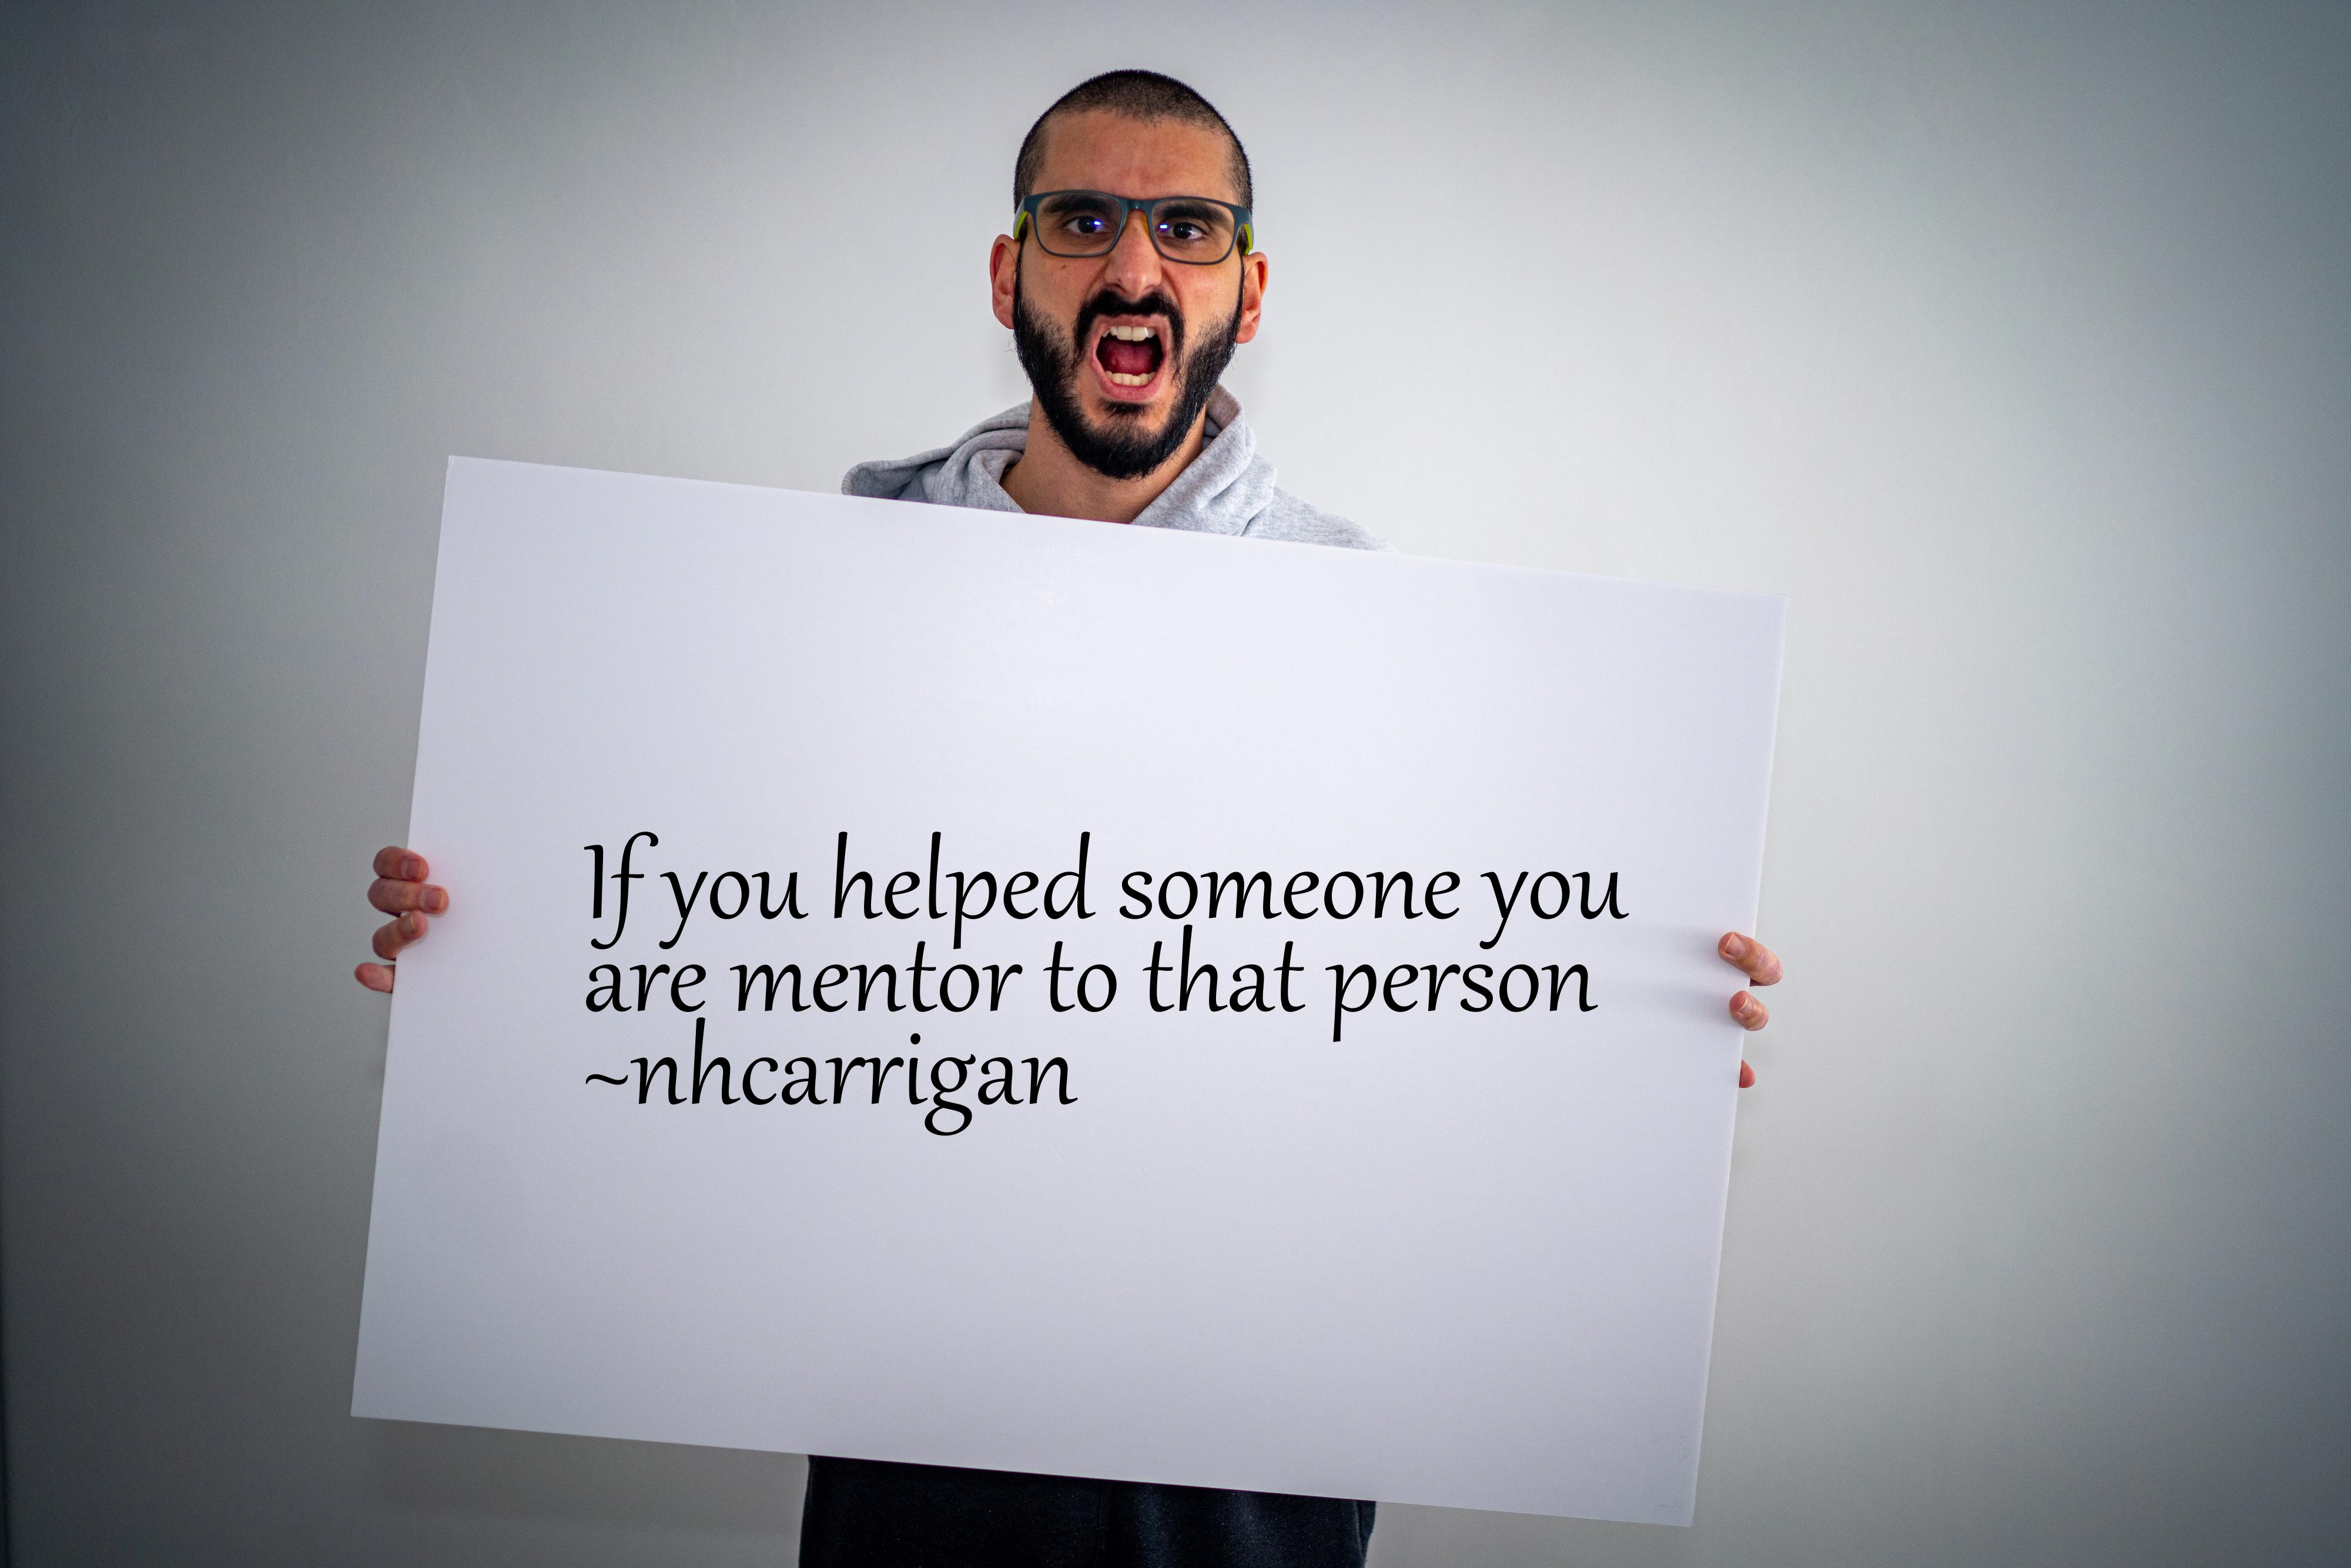 If you helped someone you
are mentor to that person
~nhcarrigan